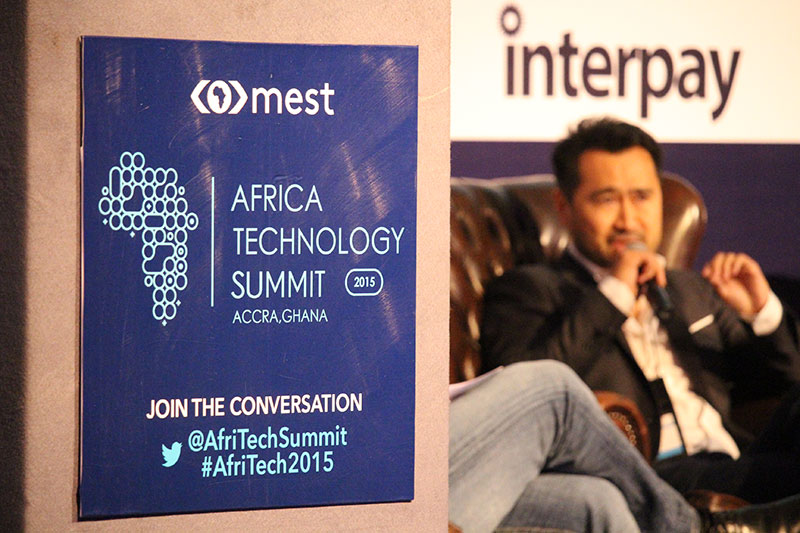 mest
AFRICA
TECHNOLOGY
SUMMIT 2015
ACCRA,GHANA
JOIN THE CONVERSATION
@AfriTechSummit
#AfriTech2015
interpay